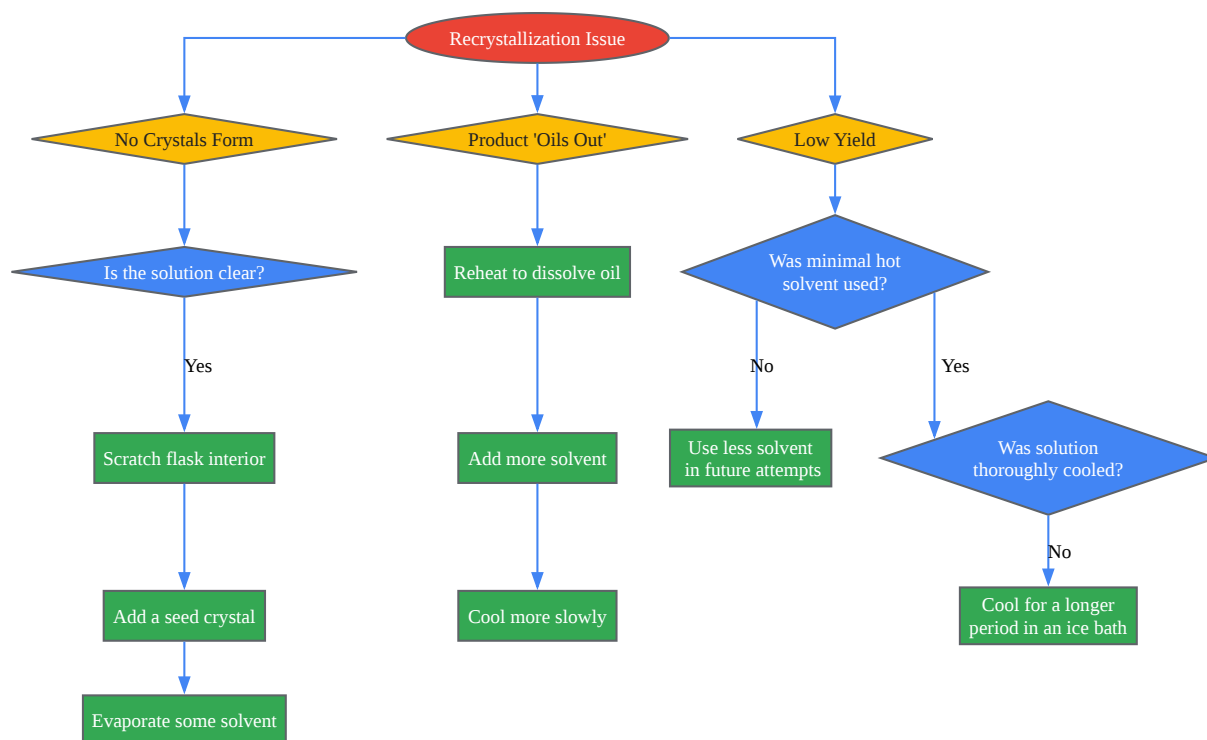 Recrystallization Issue
No Crystals Form
Product 'Oils Out'
Low Yield
Is the solution clear?
Reheat to dissolve oil
Was minimal hot
solvent used?
Yes
No
Yes
Scratch flask interior
Add more solvent
Use less solvent
in future attempts
Was solution
thoroughly cooled?
No
Add a seed crystal
Cool more slowly
Cool for a longer
period in an ice bath
Evaporate some solvent